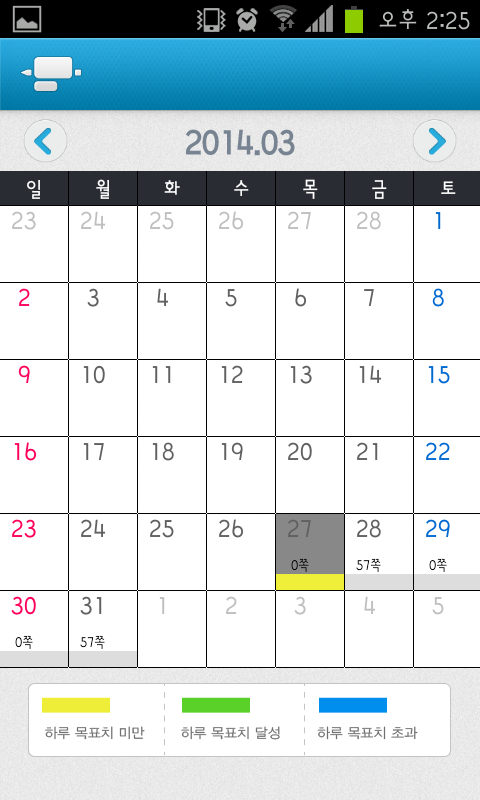 오후 2:25
2014.03
일 월 화 수 목 금 토
23 24 25 26 27 28 1
2 3 4 5 6 7 8
9 10 11 12 13 14 15
16 17 18 19 20 21 22
23 24 25 26 27 28 29
0쪽 57쪽 0쪽
30 31 1 2 3 4 5
0쪽 57쪽
하루 목표치 미만 하루 목표치 달성 하루 목표치 초과